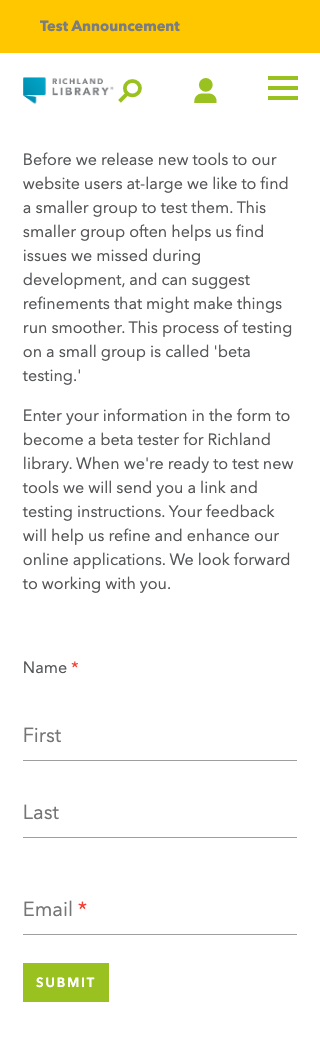 Test Announcement
RICHLAND
LIBRARY
Before we release new tools to our
website users at-large we like to find
a smaller group to test them. This
smaller group often helps us find
issues we missed during
development, and can suggest
refinements that might make things
run smoother. This process of testing
on a small group is called 'beta
testing.'
Enter your information in the form to
become a beta tester for Richland
library. When we're ready to test new
tools we will send you a link and
testing instructions. Your feedback
will help us refine and enhance our
online applications. We look forward
to working with you.
Name *
First
Last
Email *
SUBMIT